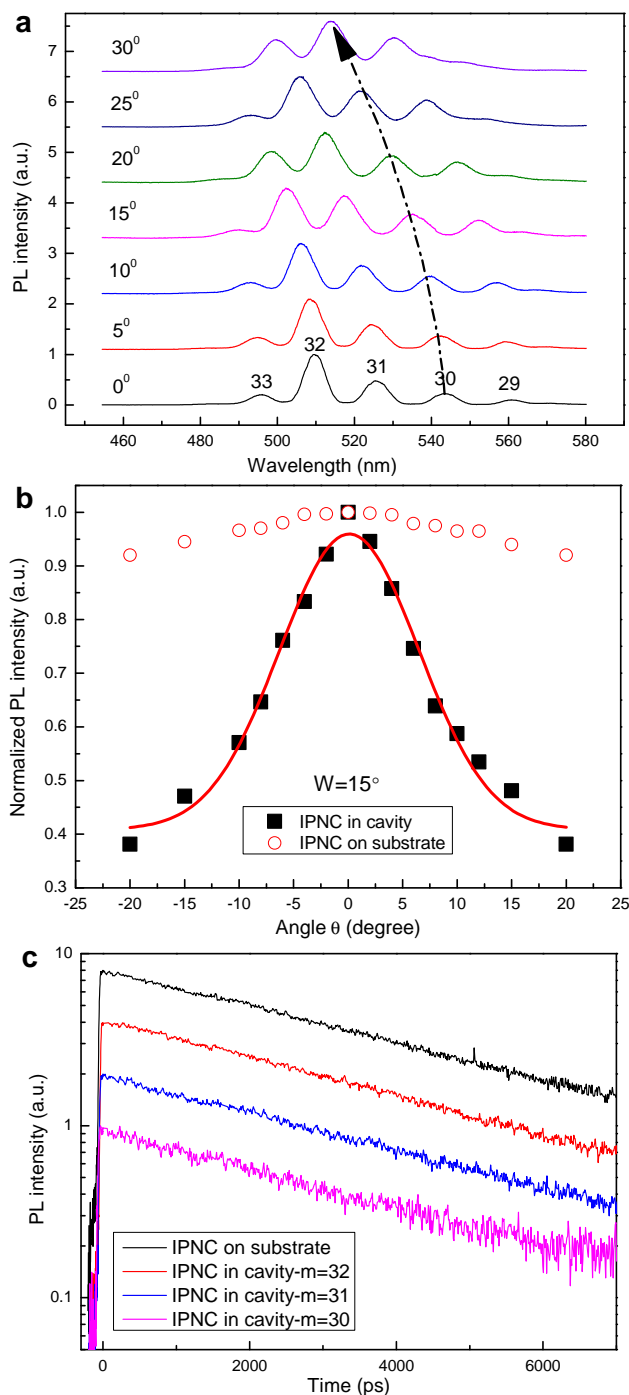 a
PL intensity (a.u.)
7
6
5
4
3
2
1
0
30⁰
25⁰
20⁰
15⁰
10⁰
5⁰
0⁰
33
32
31
30
29
460 480 500 520 540 560 580
Wavelength (nm)
b
Normalized PL intensity (a.u.)
1.0
0.9
0.8
0.7
0.6
0.5
0.4
0.3
W=15°
IPNC in cavity
IPNC on substrate
-25 -20 -15 -10 -5 0 5 10 15 20 25
Angle θ (degree)
c
PL intensity (a.u.)
10
1
0.1
IPNC on substrate
IPNC in cavity-m=32
IPNC in cavity-m=31
IPNC in cavity-m=30
0 2000 4000 6000
Time (ps)